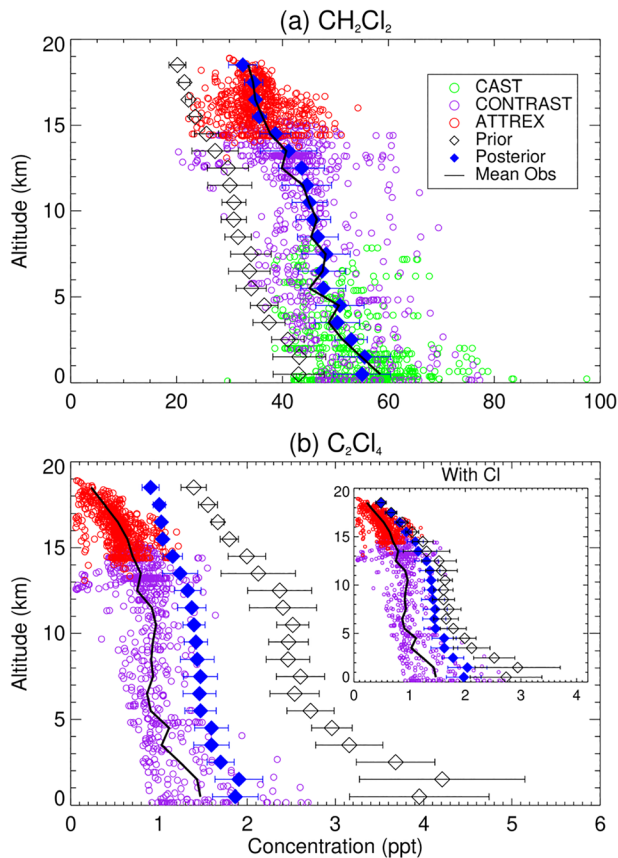 (a) CH₂Cl₂
20
15
10
5
0
Altitude (km)
CAST
CONTRAST
ATTREX
Prior
Posterior
Mean Obs
0 20 40 60 80 100
(b) C₂Cl₄
20
15
10
5
0
Altitude (km)
With Cl
20
15
10
5
0
0 1 2 3 4
0 1 2 3 4 5 6
Concentration (ppt)